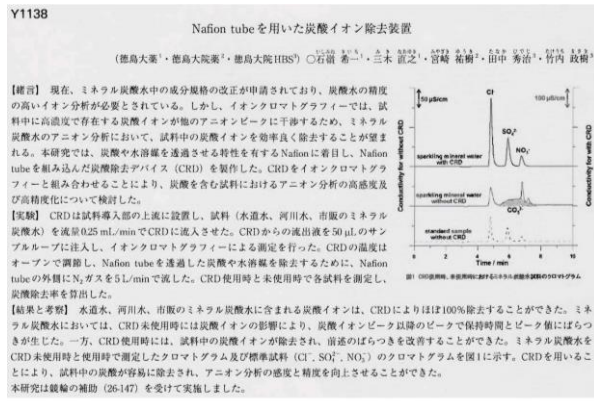 Y1138
Nafion tubeを用いた炭酸イオン除去装置
(徳島大薬¹・徳島大院薬²・徳島大院HBS³) ○石嶺 希一¹・三木 直之¹・宮崎 祐樹²・田中 秀治³・竹内 政樹³
【緒言】 現在、ミネラル炭酸水中の成分規格の改正が申請されており、炭酸水の精度
の高いイオン分析が必要とされている。しかし、イオンクロマトグラフィーでは、試
料中に高濃度で存在する炭酸イオンが他のアニオンピークに干渉するため、ミネラル
炭酸水のアニオン分析において、試料中の炭酸イオンを効率良く除去することが望ま
れる。本研究では、炭酸や水溶媒を透過させる特性を有するNafionに着目し、Nafion
tubeを組み込んだ炭酸除去デバイス (CRD) を製作した。CRDをイオンクロマトグラ
フィーと組み合わせることにより、炭酸を含む試料におけるアニオン分析の高感度及
び高精度化について検討した。
【実験】 CRDは試料導入部の上流に設置し、試料 (水道水、河川水、市販のミネラル
炭酸水) を流量0.25 mL/minでCRDに流入させた。CRDからの流出液を50 μLのサン
プルループに注入し、イオンクロマトグラフィーによる測定を行った。CRDの温度は
オーブンで調節し、Nafion tubeを透過した炭酸や水溶媒を除去するために、Nafion
tubeの外側にN₂ガスを5 L/minで流した。CRD使用時と未使用時で各試料を測定し、
炭酸除去率を算出した。
50 μS/cm
100 μS/cm
Cl⁻
SO₄²⁻
NO₃⁻
sparkling mineral water
with CRD
sparkling mineral water
without CRD
CO₃²⁻
standard sample
without CRD
Conductivity for without CRD
Conductivity for with CRD
0 2 4 6 8 10
Time / min
図1 CRD使用時、未使用時におけるミネラル炭酸水試料のクロマトグラム
【結果と考察】 水道水、河川水、市販のミネラル炭酸水に含まれる炭酸イオンは、CRDによりほぼ100%除去することができた。ミネ
ラル炭酸水においては、CRD未使用時には炭酸イオンの影響により、炭酸イオンピーク以降のピークで保持時間とピーク値にばらつ
きが生じた。一方、CRD使用時には、試料中の炭酸イオンが除去され、前述のばらつきを改善することができた。ミネラル炭酸水を
CRD未使用時と使用時で測定したクロマトグラム及び標準試料 (Cl⁻, SO₄²⁻, NO₃⁻) のクロマトグラムを図1に示す。CRDを用いるこ
とにより、試料中の炭酸が容易に除去され、アニオン分析の感度と精度を向上させることができた。
本研究は競輪の補助 (26-147) を受けて実施しました。